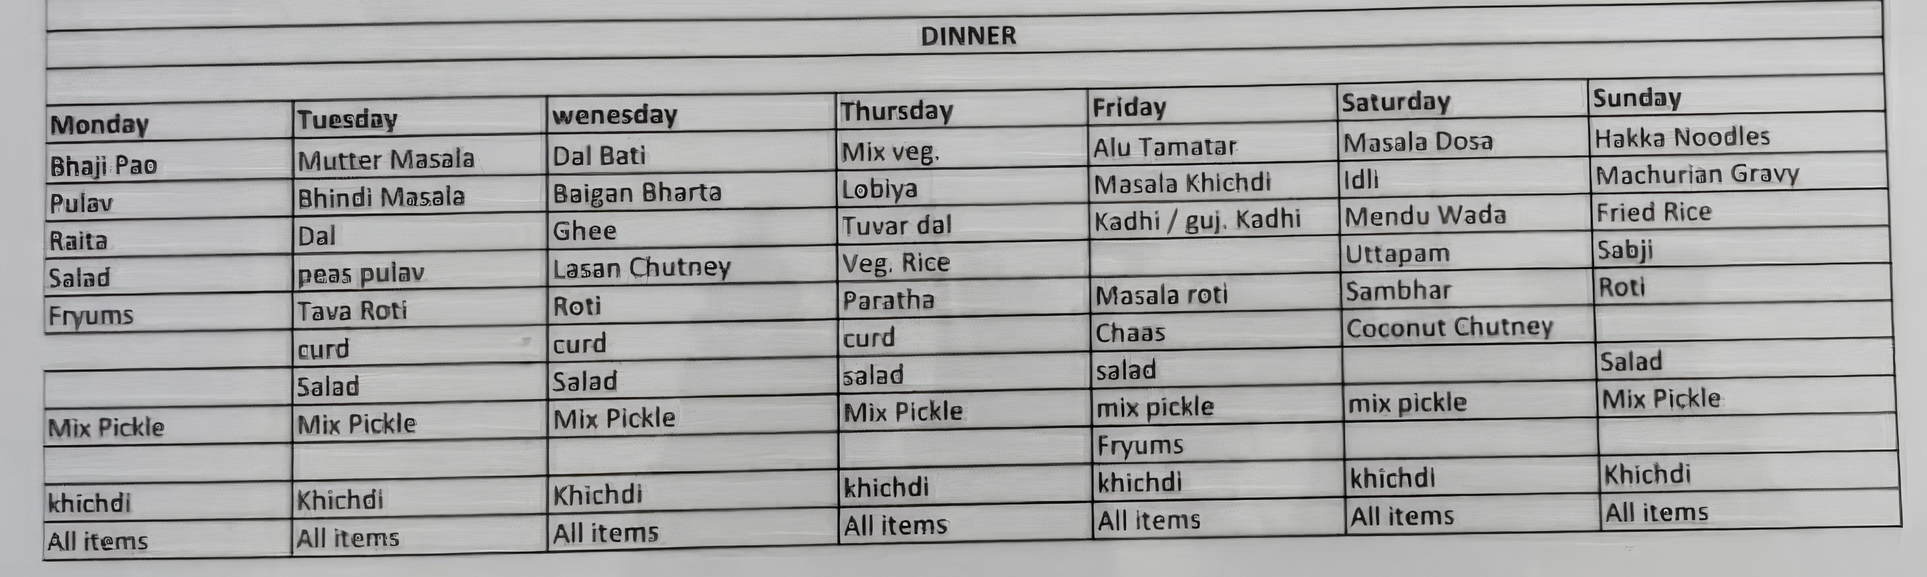 DINNER
Monday Tuesday wenesday Thursday Friday Saturday Sunday
Bhaji Pao Mutter Masala Dal Bati Mix veg. Alu Tamatar Masala Dosa Hakka Noodles
Pulav Bhindi Masala Baigan Bharta Lobiya Masala Khichdi Idli Machurian Gravy
Raita Dal Ghee Tuvar dal Kadhi / guj. Kadhi Mendu Wada Fried Rice
Salad peas pulav Lasan Chutney Veg. Rice Uttapam Sabji
Fryums Tava Roti Roti Paratha Masala roti Sambhar Roti
curd curd curd Chaas Coconut Chutney
Salad Salad salad salad Salad
Mix Pickle Mix Pickle Mix Pickle Mix Pickle mix pickle mix pickle Mix Pickle
Fryums
khichdi Khichdi Khichdi khichdi khichdi khichdi Khichdi
All items All items All items All items All items All items All items